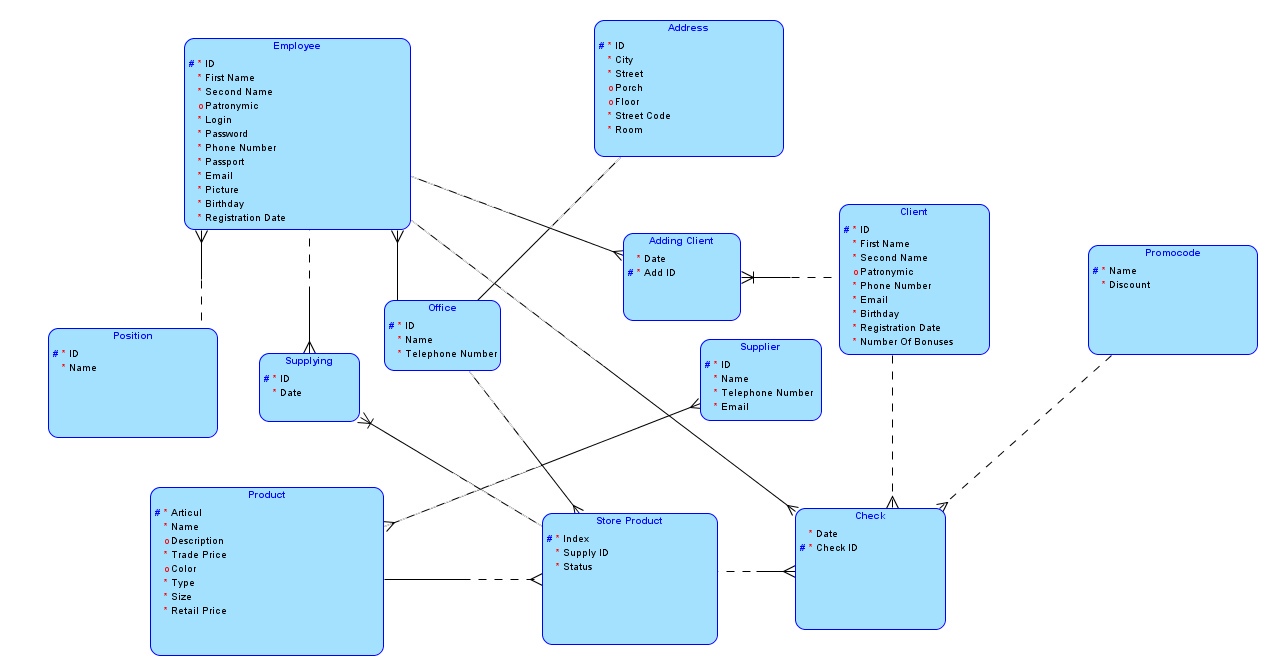 Employee
# * ID
* First Name
* Second Name
o Patronymic
* Login
* Password
* Phone Number
* Passport
* Email
* Picture
* Birthday
* Registration Date
Address
# * ID
* City
* Street
o Porch
o Floor
* Street Code
* Room
Adding Client
* Date
# * Add ID
Client
# * ID
* First Name
* Second Name
o Patronymic
* Phone Number
* Email
* Birthday
* Registration Date
* Number Of Bonuses
Promocode
# * Name
* Discount
Position
# * ID
* Name
Supplying
# * ID
* Date
Office
# * ID
* Name
* Telephone Number
Supplier
# * ID
* Name
* Telephone Number
* Email
Product
# * Articul
* Name
o Description
* Trade Price
o Color
* Type
* Size
* Retail Price
Store Product
# * Index
* Supply ID
* Status
Check
* Date
# * Check ID